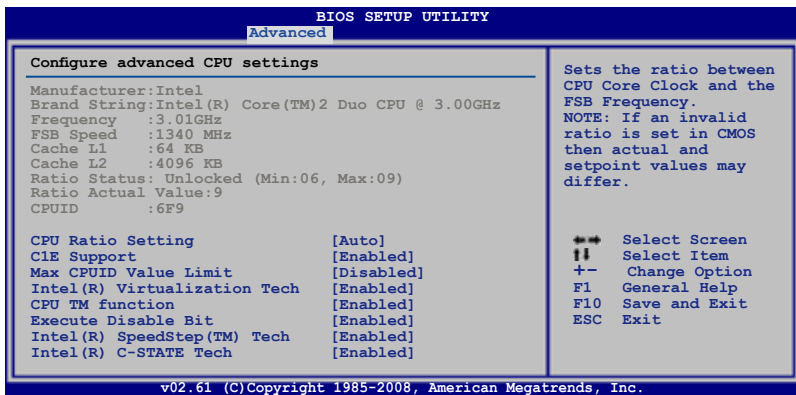 BIOS SETUP UTILITY
Advanced
Configure advanced CPU settings
Manufacturer:Intel
Brand String:Intel(R) Core(TM)2 Duo CPU @ 3.00GHz
Frequency :3.01GHz
FSB Speed :1340 MHz
Cache L1 :64 KB
Cache L2 :4096 KB
Ratio Status: Unlocked (Min:06, Max:09)
Ratio Actual Value:9
CPUID :6F9
CPU Ratio Setting [Auto]
C1E Support [Enabled]
Max CPUID Value Limit [Disabled]
Intel(R) Virtualization Tech [Enabled]
CPU TM function [Enabled]
Execute Disable Bit [Enabled]
Intel(R) SpeedStep(TM) Tech [Enabled]
Intel(R) C-STATE Tech [Enabled]
Sets the ratio between
CPU Core Clock and the
FSB Frequency.
NOTE: If an invalid
ratio is set in CMOS
then actual and
setpoint values may
differ.
←→ Select Screen
↑↓ Select Item
+- Change Option
F1 General Help
F10 Save and Exit
ESC Exit
v02.61 (C)Copyright 1985-2008, American Megatrends, Inc.